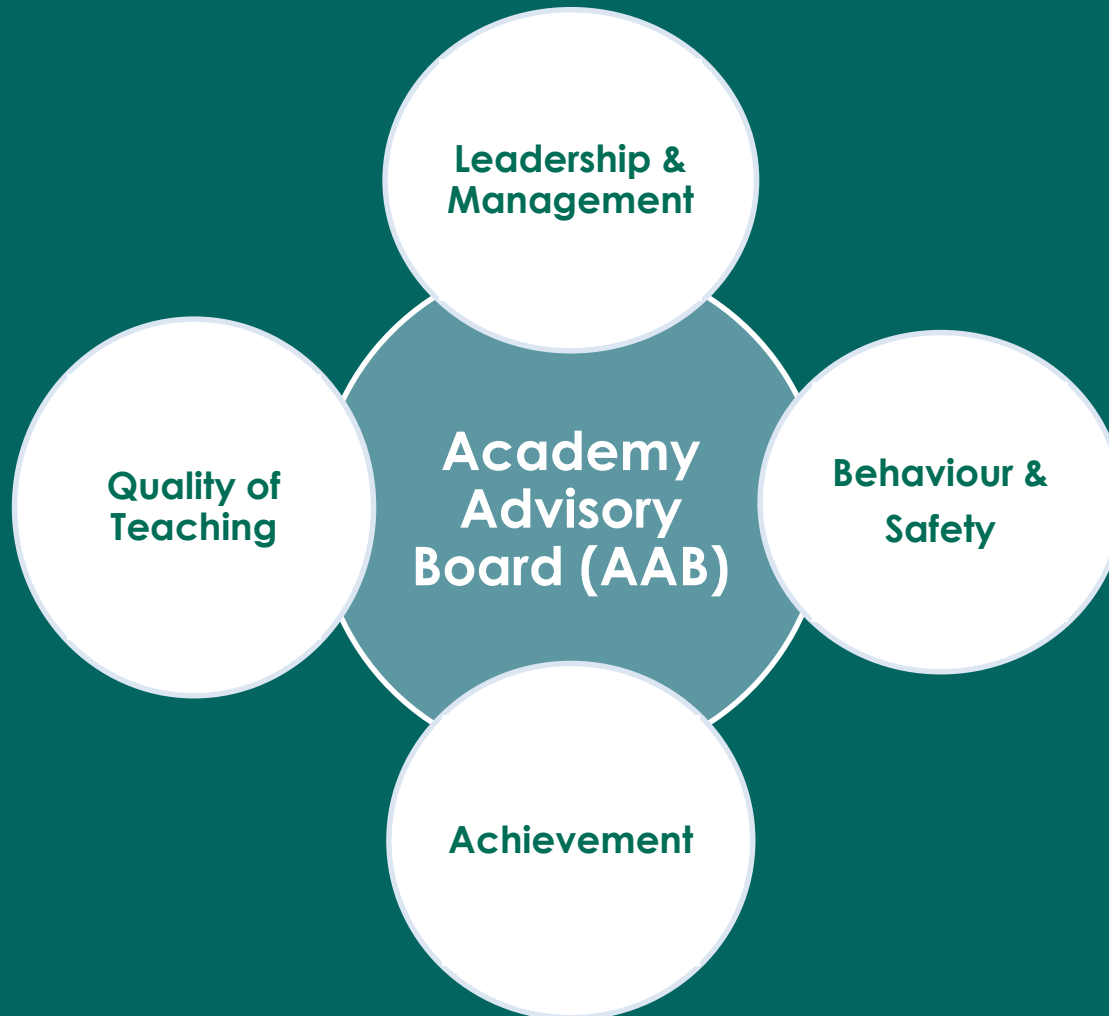 Leadership &
Management
Quality of
Teaching
Academy
Advisory
Board (AAB)
Behaviour &
Safety
Achievement